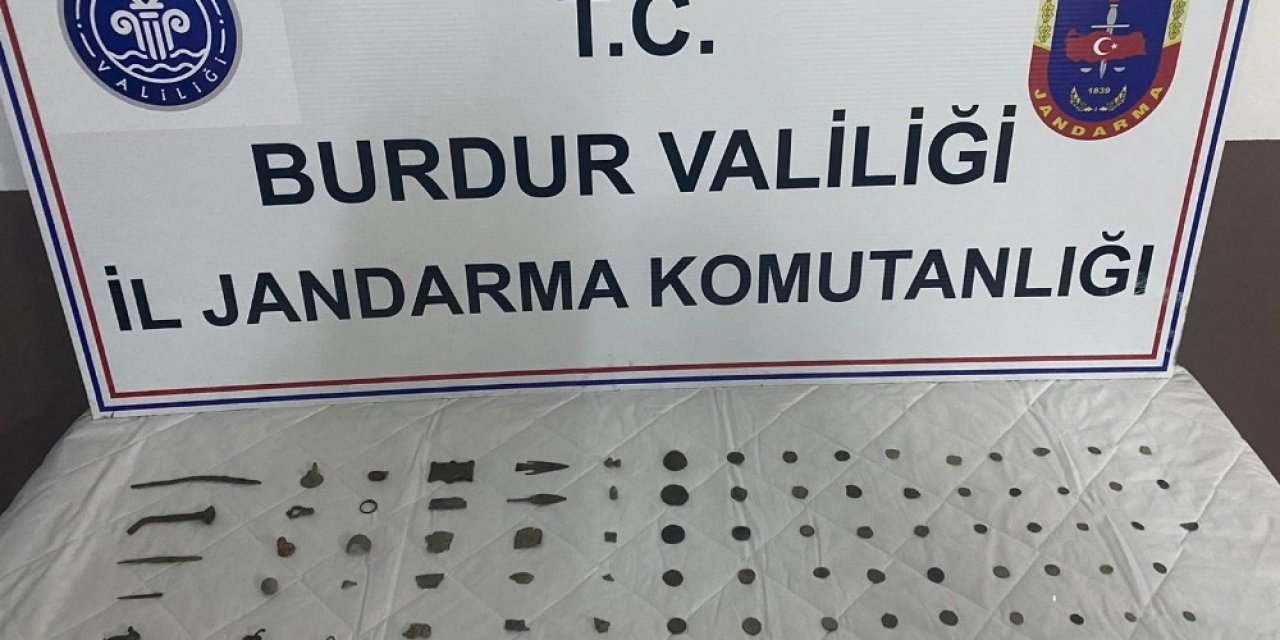 T.C.
BURDUR VALİLİĞİ
İL JANDARMA KOMUTANLIĞI
VALİLİĞİ
1839
JANDARMA